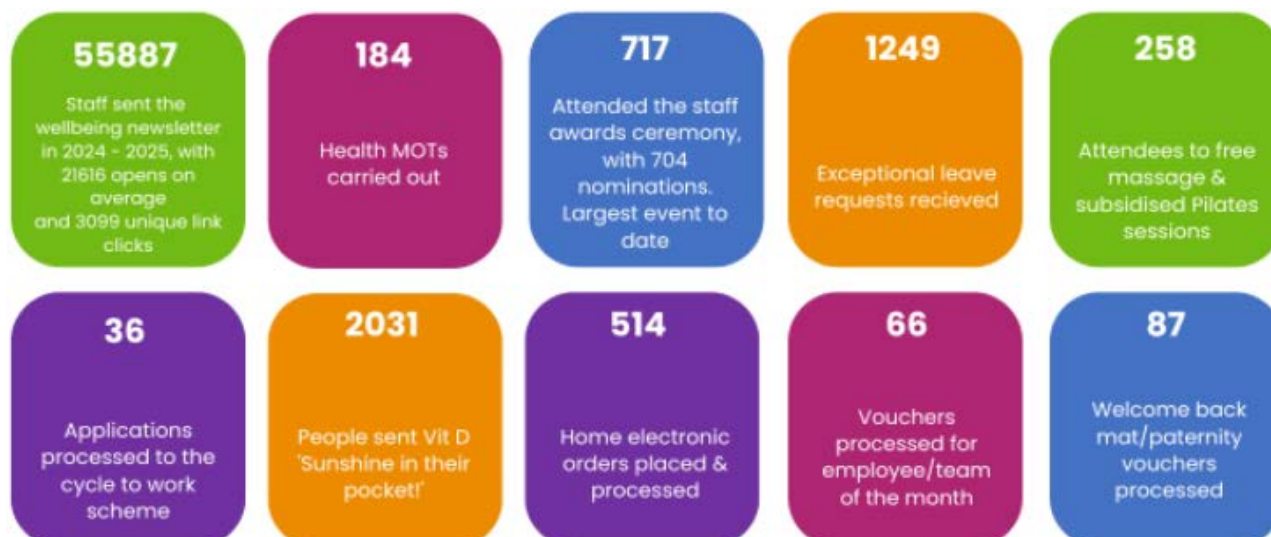 55887
Staff sent the
wellbeing newsletter
in 2024 - 2025, with
21616 opens on
average
and 3099 unique link
clicks
184
Health MOTs
carried out
717
Attended the staff
awards ceremony,
with 704
nominations.
Largest event to
date
1249
Exceptional leave
requests recieved
258
Attendees to free
massage &
subsidised Pilates
sessions
36
Applications
processed to the
cycle to work
scheme
2031
People sent Vit D
'Sunshine in their
pocket!'
514
Home electronic
orders placed &
processed
66
Vouchers
processed for
employee/team
of the month
87
Welcome back
mat/paternity
vouchers
processed